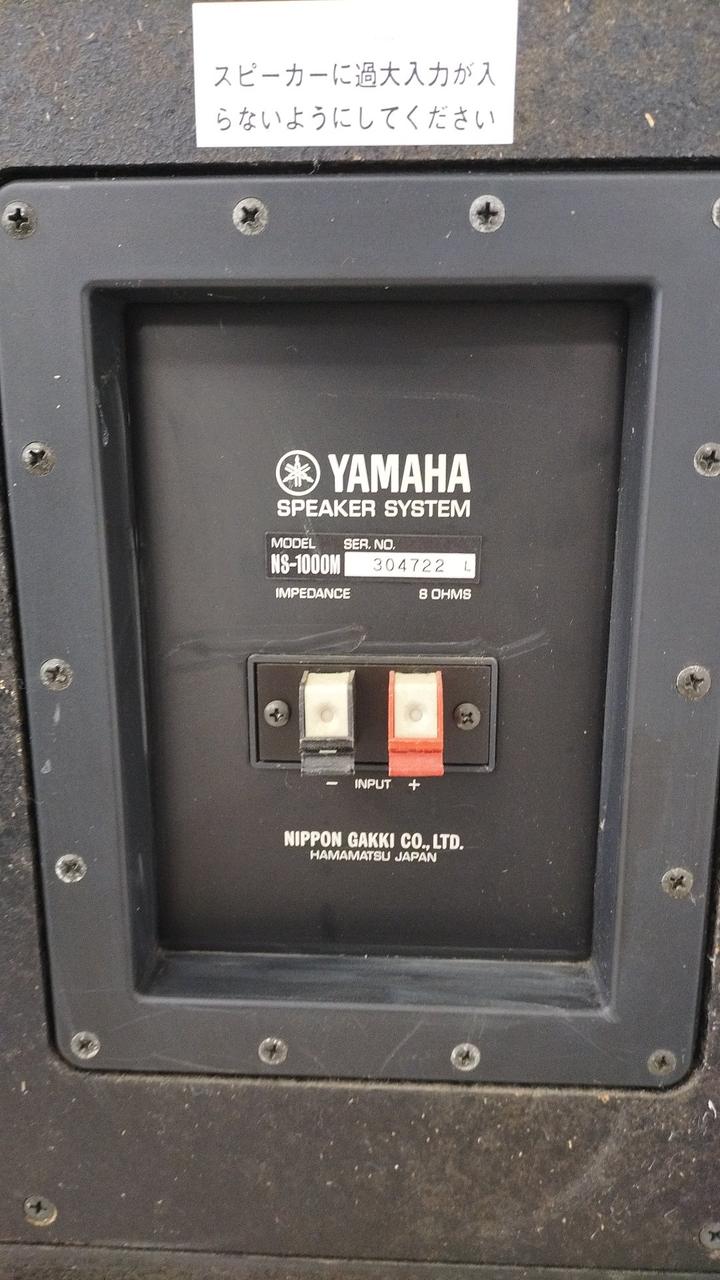 スピーカーに過大入力が入
らないようにしてください
YAMAHA
SPEAKER SYSTEM
MODEL SER. NO.
NS-1000M 304722 L
IMPEDANCE 8 OHMS
− INPUT +
NIPPON GAKKI CO., LTD.
HAMAMATSU JAPAN